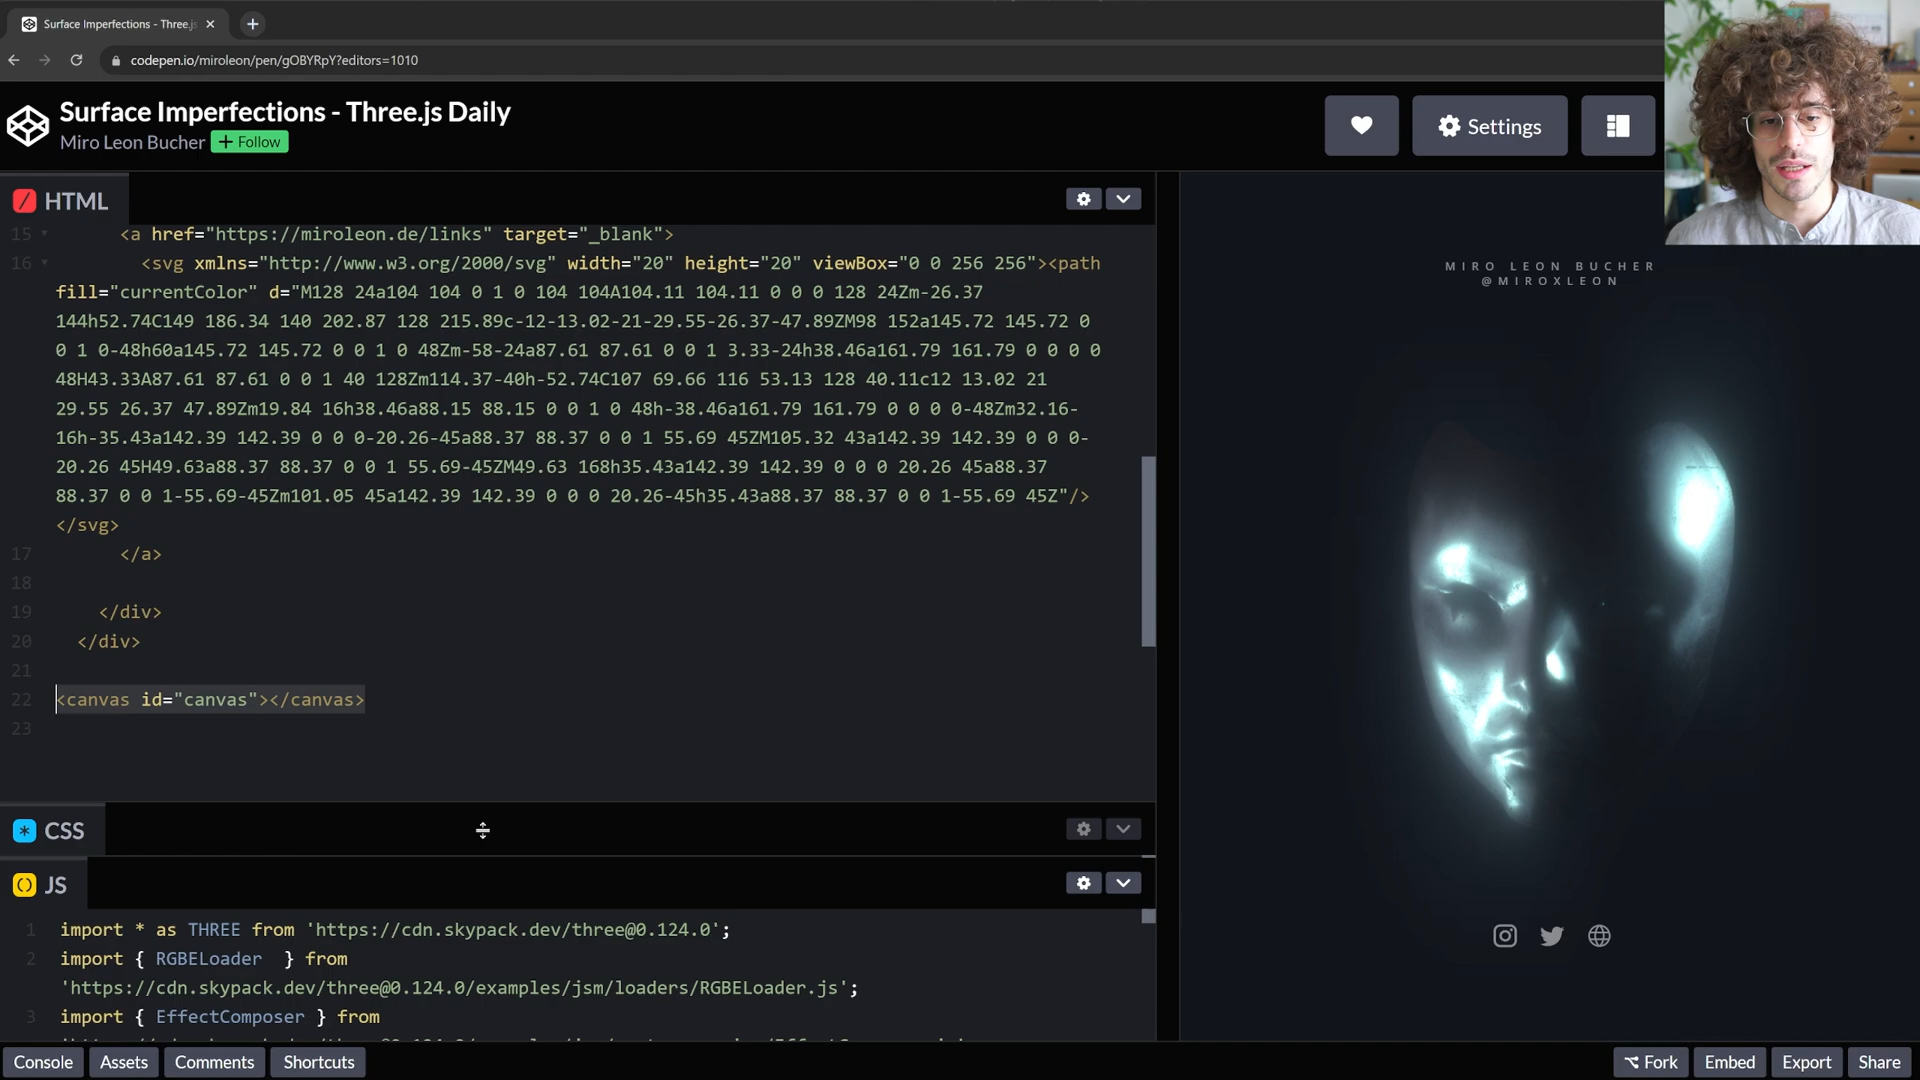 Surface Imperfections - Three.js
codepen.io/miroleon/pen/gOBYRpY?editors=1010
Surface Imperfections - Three.js Daily
Miro Leon Bucher
+ Follow
Settings
HTML
15 <a href="https://miroleon.de/links" target="_blank">
16 <svg xmlns="http://www.w3.org/2000/svg" width="20" height="20" viewBox="0 0 256 256"><path
fill="currentColor" d="M128 24a104 104 0 1 0 104 104A104.11 104.11 0 0 0 128 24Zm-26.37
144h52.74C149 186.34 140 202.87 128 215.89c-12-13.02-21-29.55-26.37-47.89ZM98 152a145.72 145.72 0
0 1 0-48h60a145.72 145.72 0 0 1 0 48Zm-58-24a87.61 87.61 0 0 1 3.33-24h38.46a161.79 161.79 0 0 0 0
48H43.33A87.61 87.61 0 0 1 40 128Zm114.37-40h-52.74C107 69.66 116 53.13 128 40.11c12 13.02 21
29.55 26.37 47.89Zm19.84 16h38.46a88.15 88.15 0 0 1 0 48h-38.46a161.79 161.79 0 0 0 0-48Zm32.16-
16h-35.43a142.39 142.39 0 0 0-20.26-45a88.37 88.37 0 0 1 55.69 45ZM105.32 43a142.39 142.39 0 0 0-
20.26 45H49.63a88.37 88.37 0 0 1 55.69-45ZM49.63 168h35.43a142.39 142.39 0 0 0 20.26 45a88.37
88.37 0 0 1-55.69-45Zm101.05 45a142.39 142.39 0 0 0 20.26-45h35.43a88.37 88.37 0 0 1-55.69 45Z"/>
</svg>
17 </a>
18
19 </div>
20 </div>
21
22 <canvas id="canvas"></canvas>
23
MIRO LEON BUCHER
@MIROXLEON
CSS
JS
1 import * as THREE from 'https://cdn.skypack.dev/three@0.124.0';
2 import { RGBELoader  } from
'https://cdn.skypack.dev/three@0.124.0/examples/jsm/loaders/RGBELoader.js';
3 import { EffectComposer } from
Console
Assets
Comments
Shortcuts
Fork
Embed
Export
Share